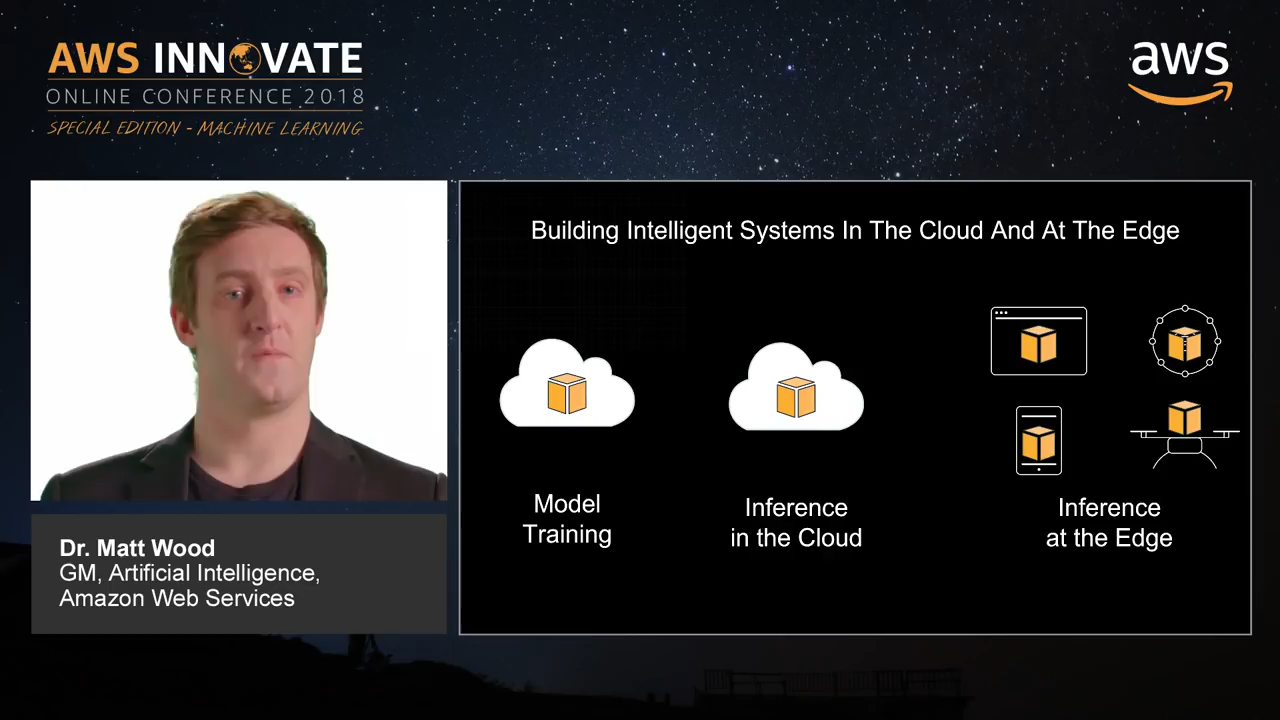 AWS INNOVATE
ONLINE CONFERENCE 2018
SPECIAL EDITION - MACHINE LEARNING
aws
Building Intelligent Systems In The Cloud And At The Edge
Model
Training
Inference
in the Cloud
Inference
at the Edge
Dr. Matt Wood
GM, Artificial Intelligence,
Amazon Web Services